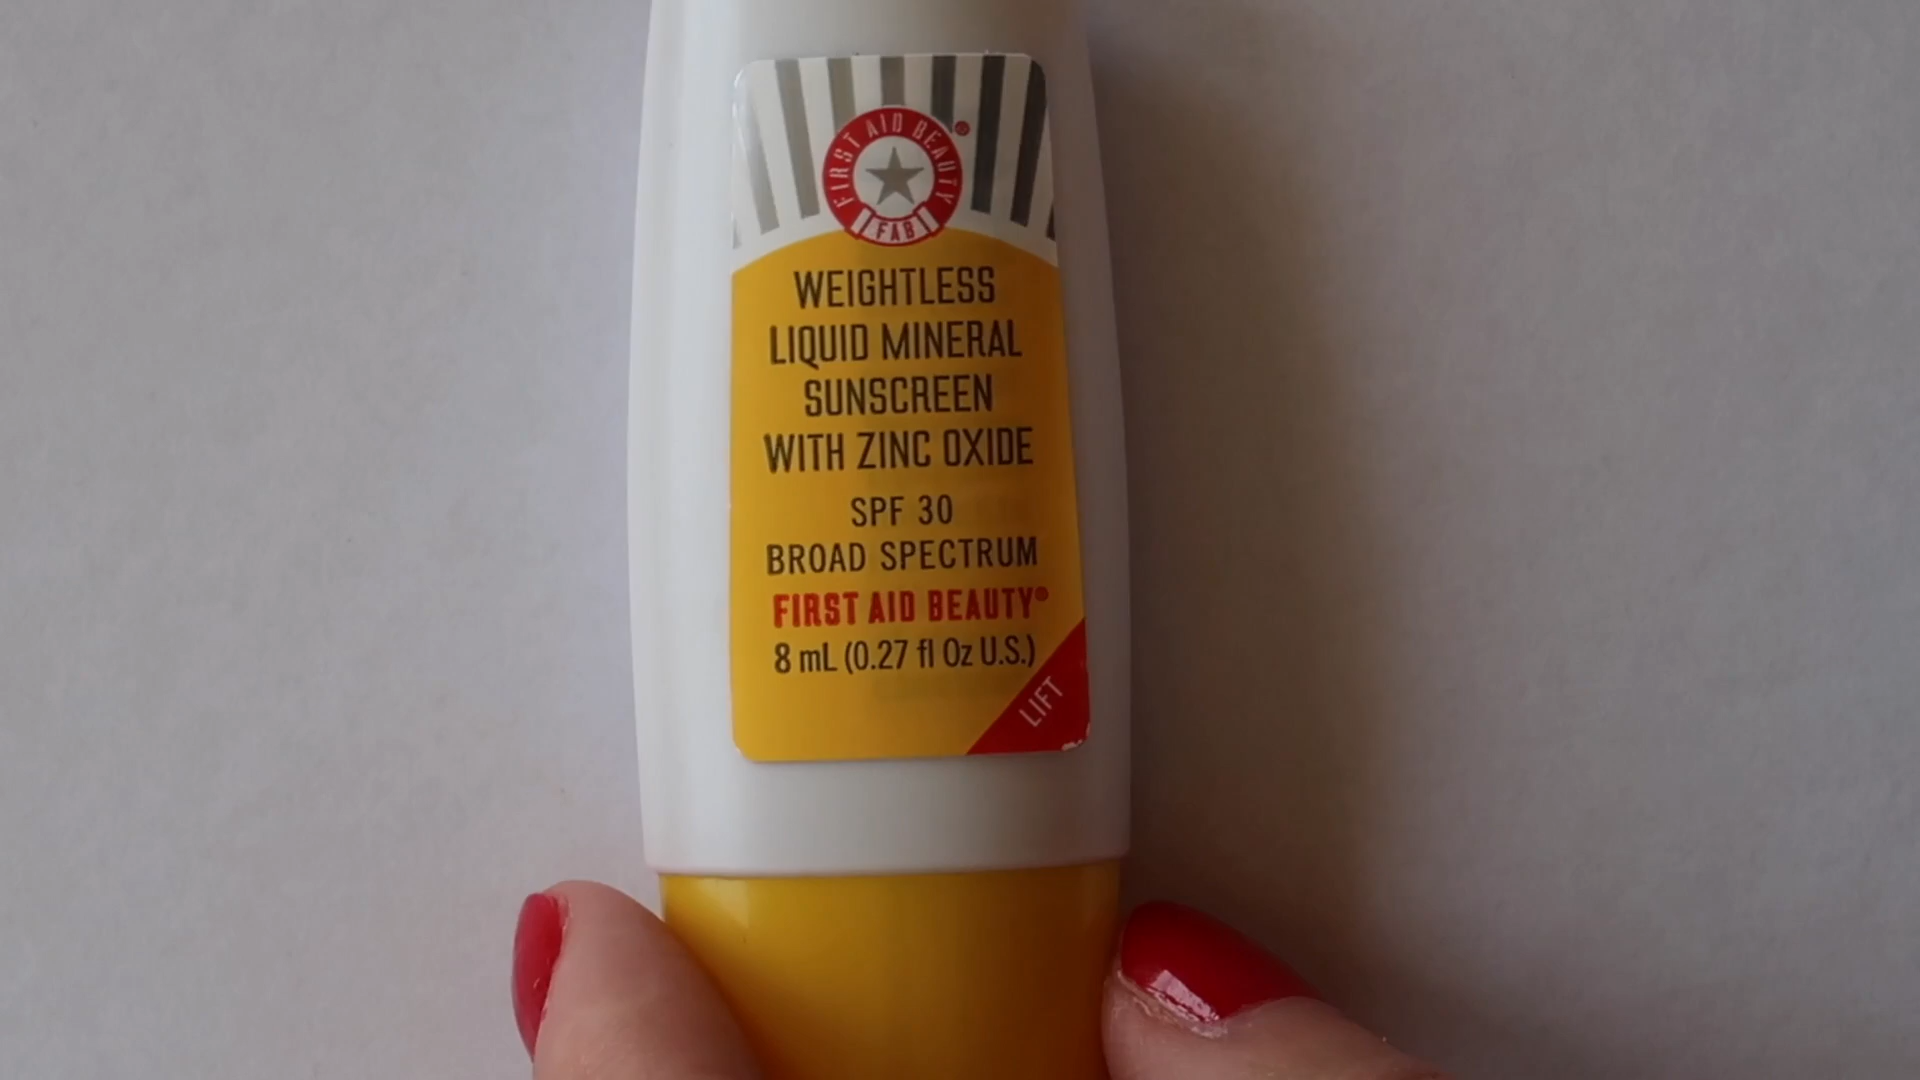 FIRST AID BEAUTY®
FAB
WEIGHTLESS
LIQUID MINERAL
SUNSCREEN
WITH ZINC OXIDE
SPF 30
BROAD SPECTRUM
FIRST AID BEAUTY®
8 mL (0.27 fl Oz U.S.)
LIFT